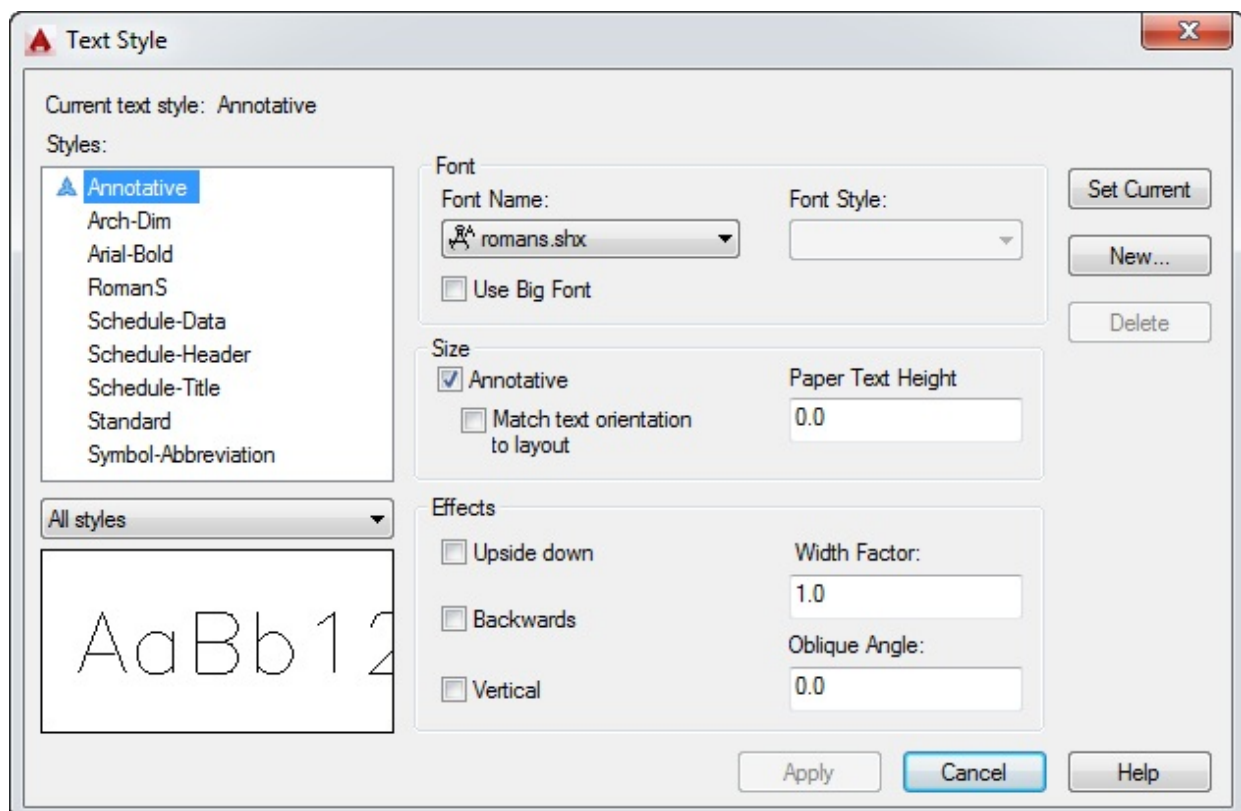 Text Style
Current text style: Annotative
Styles:
Annotative
Arch-Dim
Arial-Bold
RomanS
Schedule-Data
Schedule-Header
Schedule-Title
Standard
Symbol-Abbreviation
All styles
AaBb12
Font
Font Name:
romans.shx
Use Big Font
Font Style:
Size
Annotative
Match text orientation
to layout
Paper Text Height
0.0
Effects
Upside down
Backwards
Vertical
Width Factor:
1.0
Oblique Angle:
0.0
Set Current
New...
Delete
Apply
Cancel
Help